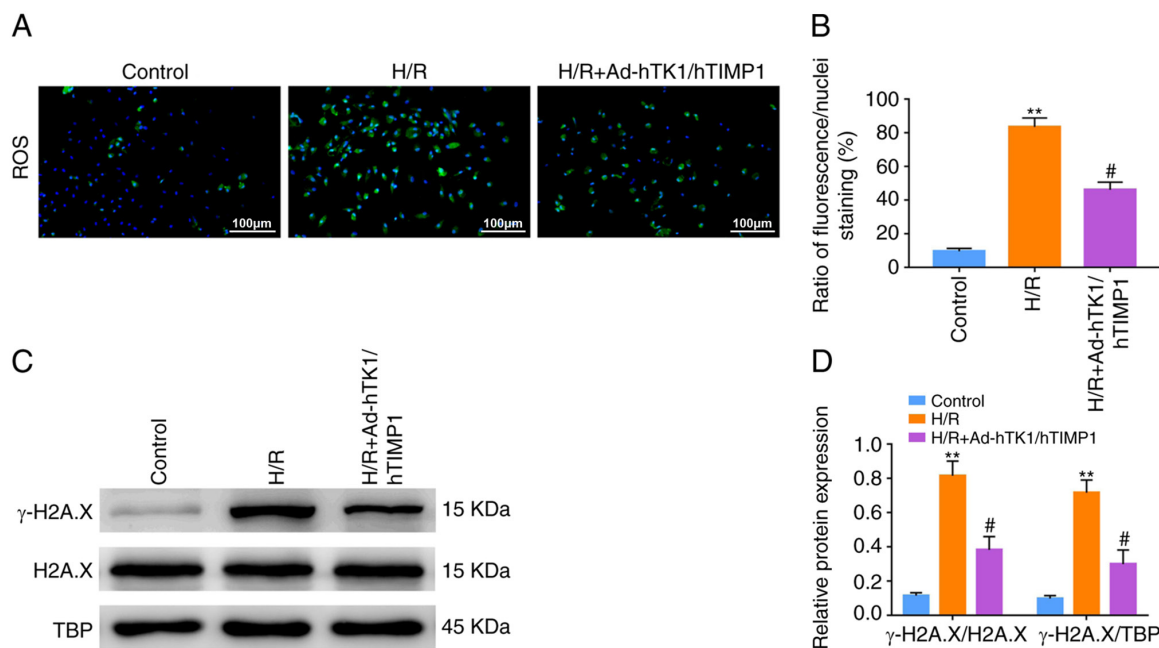 A
Control
H/R
H/R+Ad-hTK1/hTIMP1
ROS
100µm
100µm
100µm
B
Ratio of fluorescence/nuclei
staining (%)
100
80
60
40
20
0
**
#
Control
H/R
H/R+Ad-hTK1/
hTIMP1
C
Control
H/R
H/R+Ad-hTK1/
hTIMP1
γ-H2A.X
15 KDa
H2A.X
15 KDa
TBP
45 KDa
D
Control
H/R
H/R+Ad-hTK1/hTIMP1
Relative protein expression
1.0
0.8
0.6
0.4
0.2
0.0
**
#
**
#
γ-H2A.X/H2A.X
γ-H2A.X/TBP